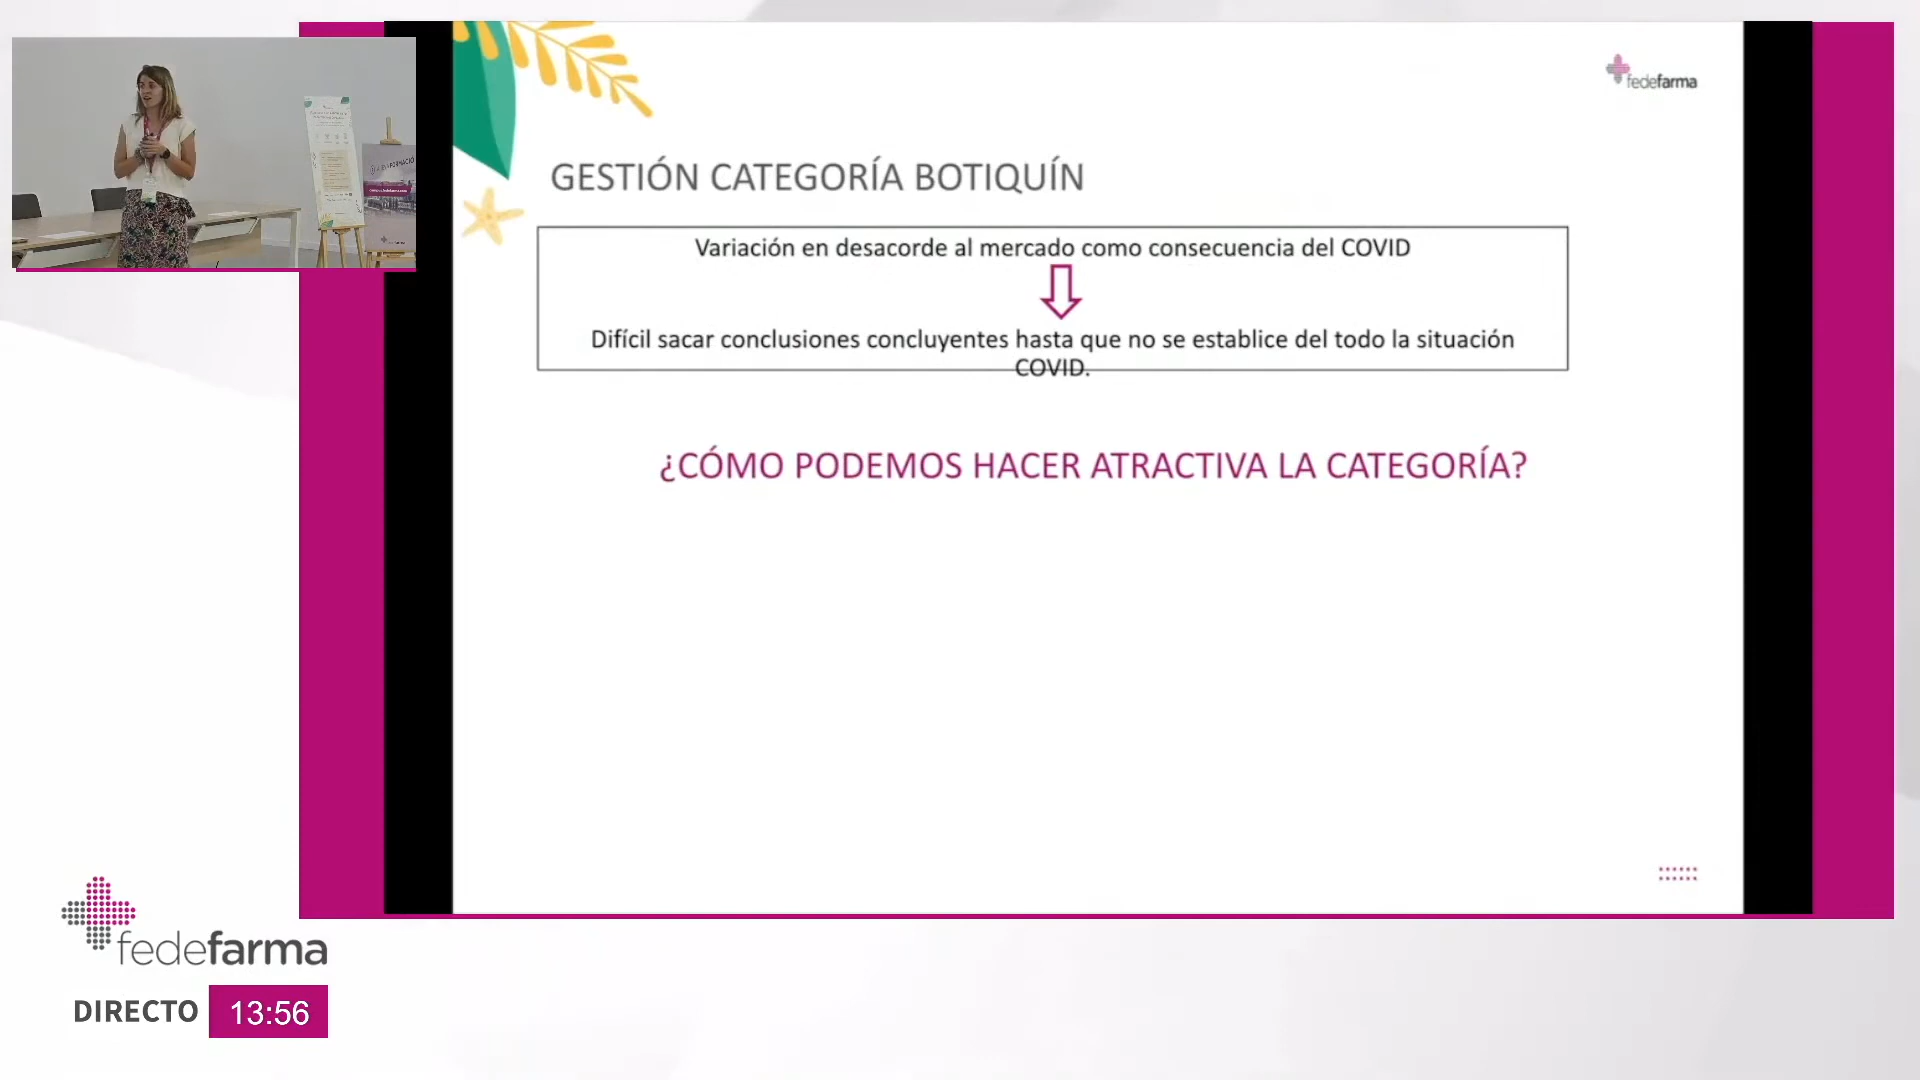 fedefarma
GESTIÓN CATEGORÍA BOTIQUÍN
Variación en desacorde al mercado como consecuencia del COVID
Difícil sacar conclusiones concluyentes hasta que no se establice del todo la situación
COVID.
¿CÓMO PODEMOS HACER ATRACTIVA LA CATEGORÍA?
fedefarma
DIRECTO 13:56